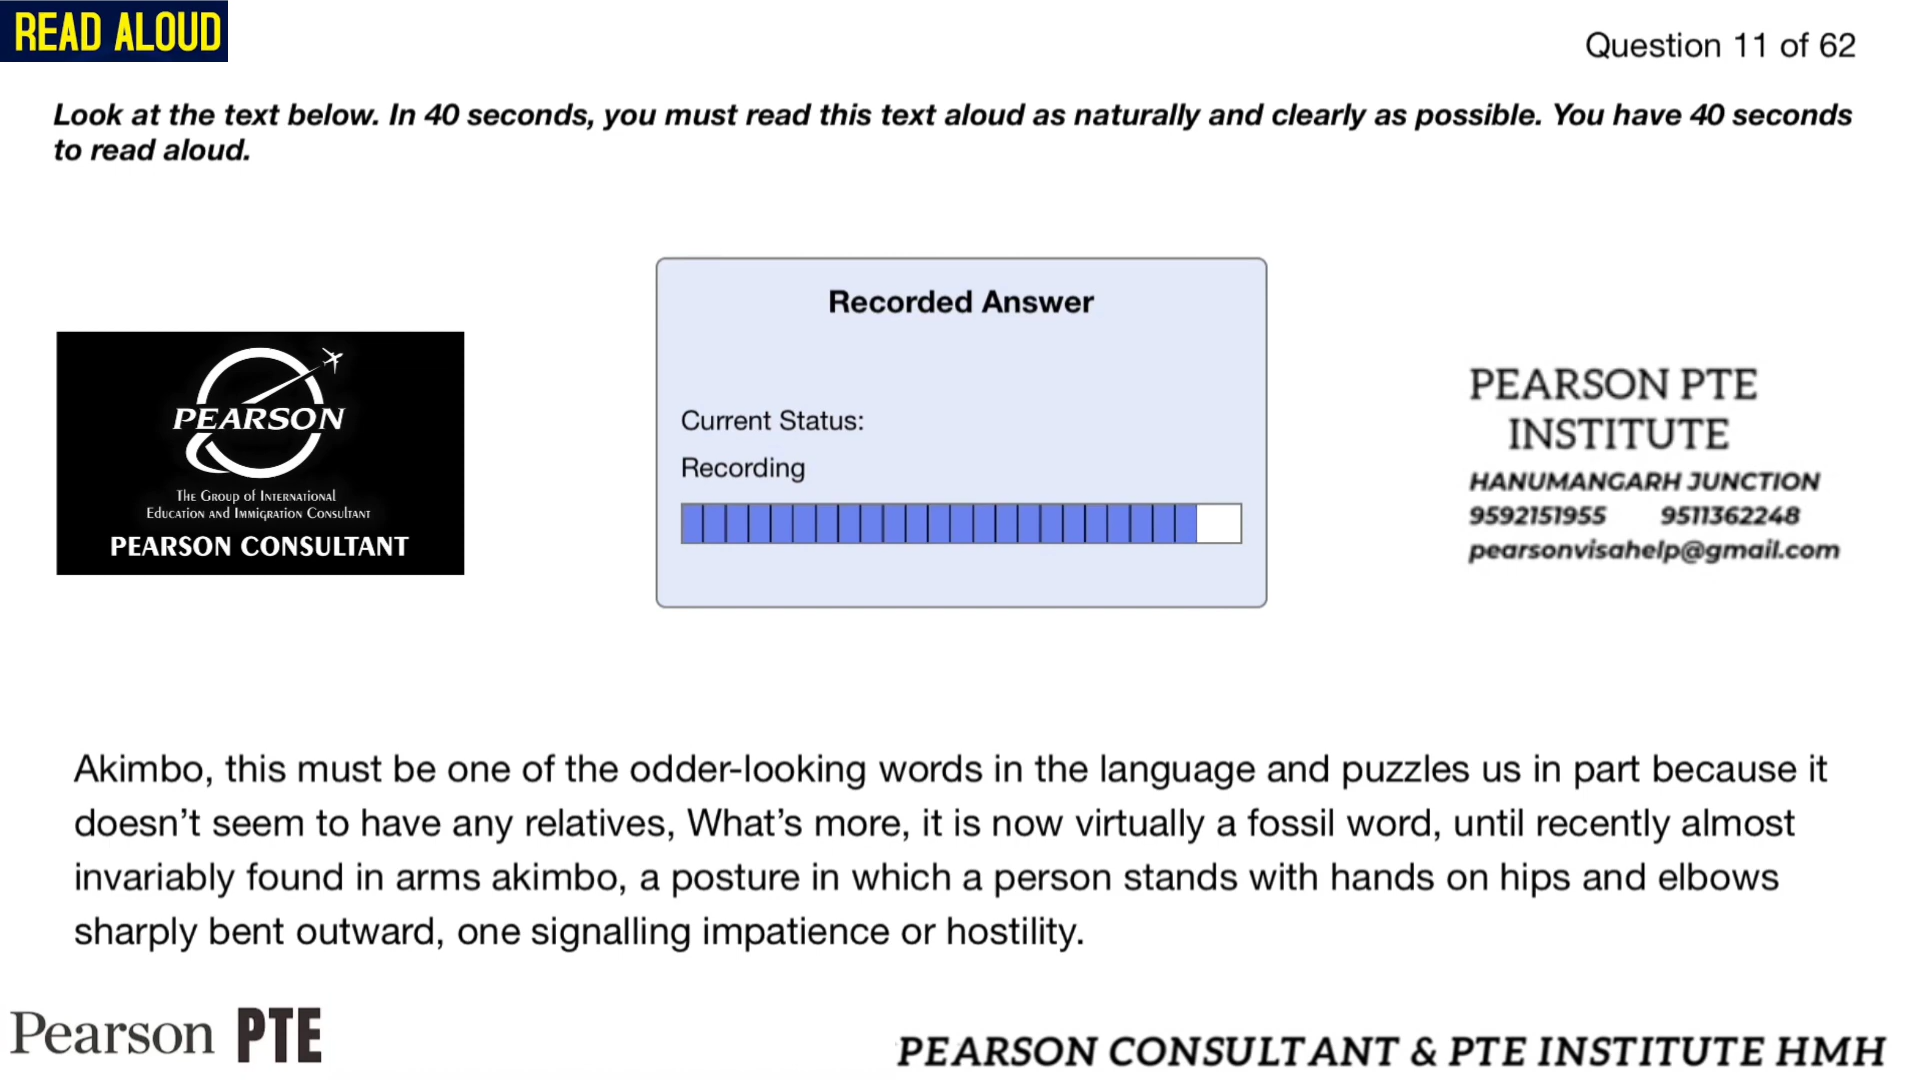 READ ALOUD
Question 11 of 62
Look at the text below. In 40 seconds, you must read this text aloud as naturally and clearly as possible. You have 40 seconds
to read aloud.
Recorded Answer
Current Status:
Recording
PEARSON
The Group of International
Education and Immigration Consultant
PEARSON CONSULTANT
PEARSON PTE
INSTITUTE
HANUMANGARH JUNCTION
9592151955 9511362248
pearsonvisahelp@gmail.com
Akimbo, this must be one of the odder-looking words in the language and puzzles us in part because it
doesn’t seem to have any relatives, What’s more, it is now virtually a fossil word, until recently almost
invariably found in arms akimbo, a posture in which a person stands with hands on hips and elbows
sharply bent outward, one signalling impatience or hostility.
Pearson PTE
PEARSON CONSULTANT & PTE INSTITUTE HMH